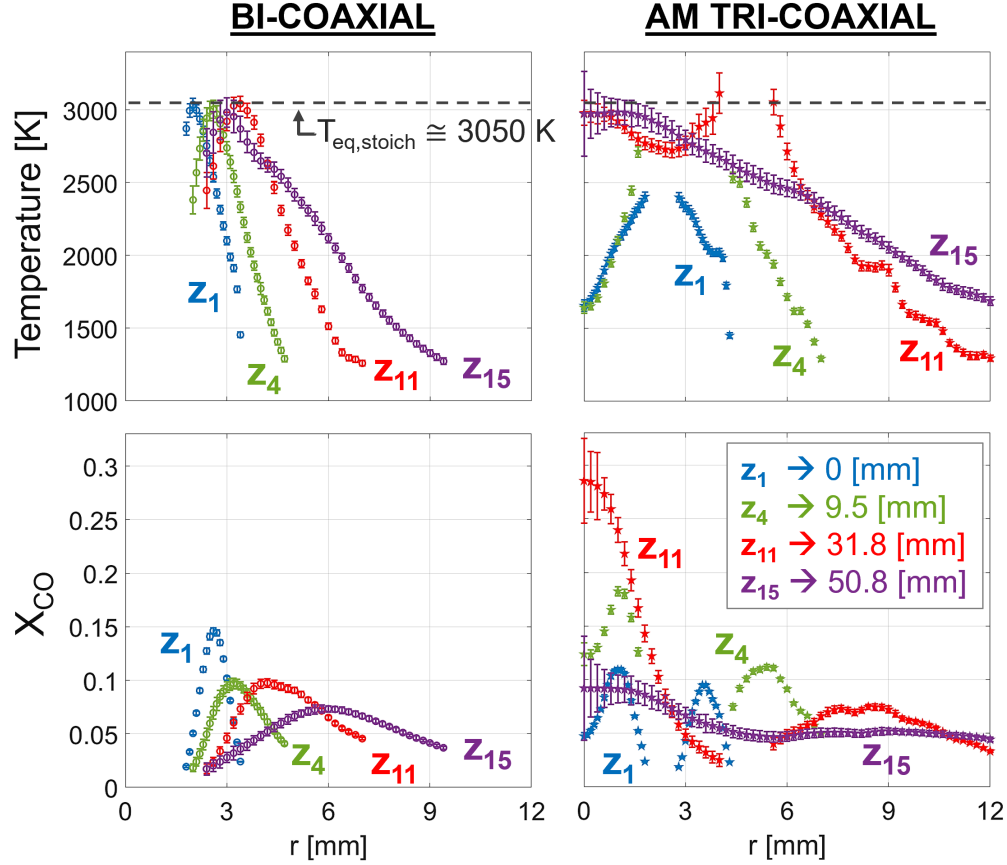 BI-COAXIAL
AM TRI-COAXIAL
Temperature [K]
3000
2500
2000
1500
1000
T_eq,stoich ≅ 3050 K
z₁
z₄
z₁₁
z₁₅
z₁
z₄
z₁₁
z₁₅
X_CO
0.3
0.25
0.2
0.15
0.1
0.05
0
z₁
z₄
z₁₁
z₁₅
z₁₁
z₄
z₁
z₁₅
z₁ → 0 [mm]
z₄ → 9.5 [mm]
z₁₁ → 31.8 [mm]
z₁₅ → 50.8 [mm]
0 3 6 9 12
0 3 6 9 12
r [mm]
r [mm]